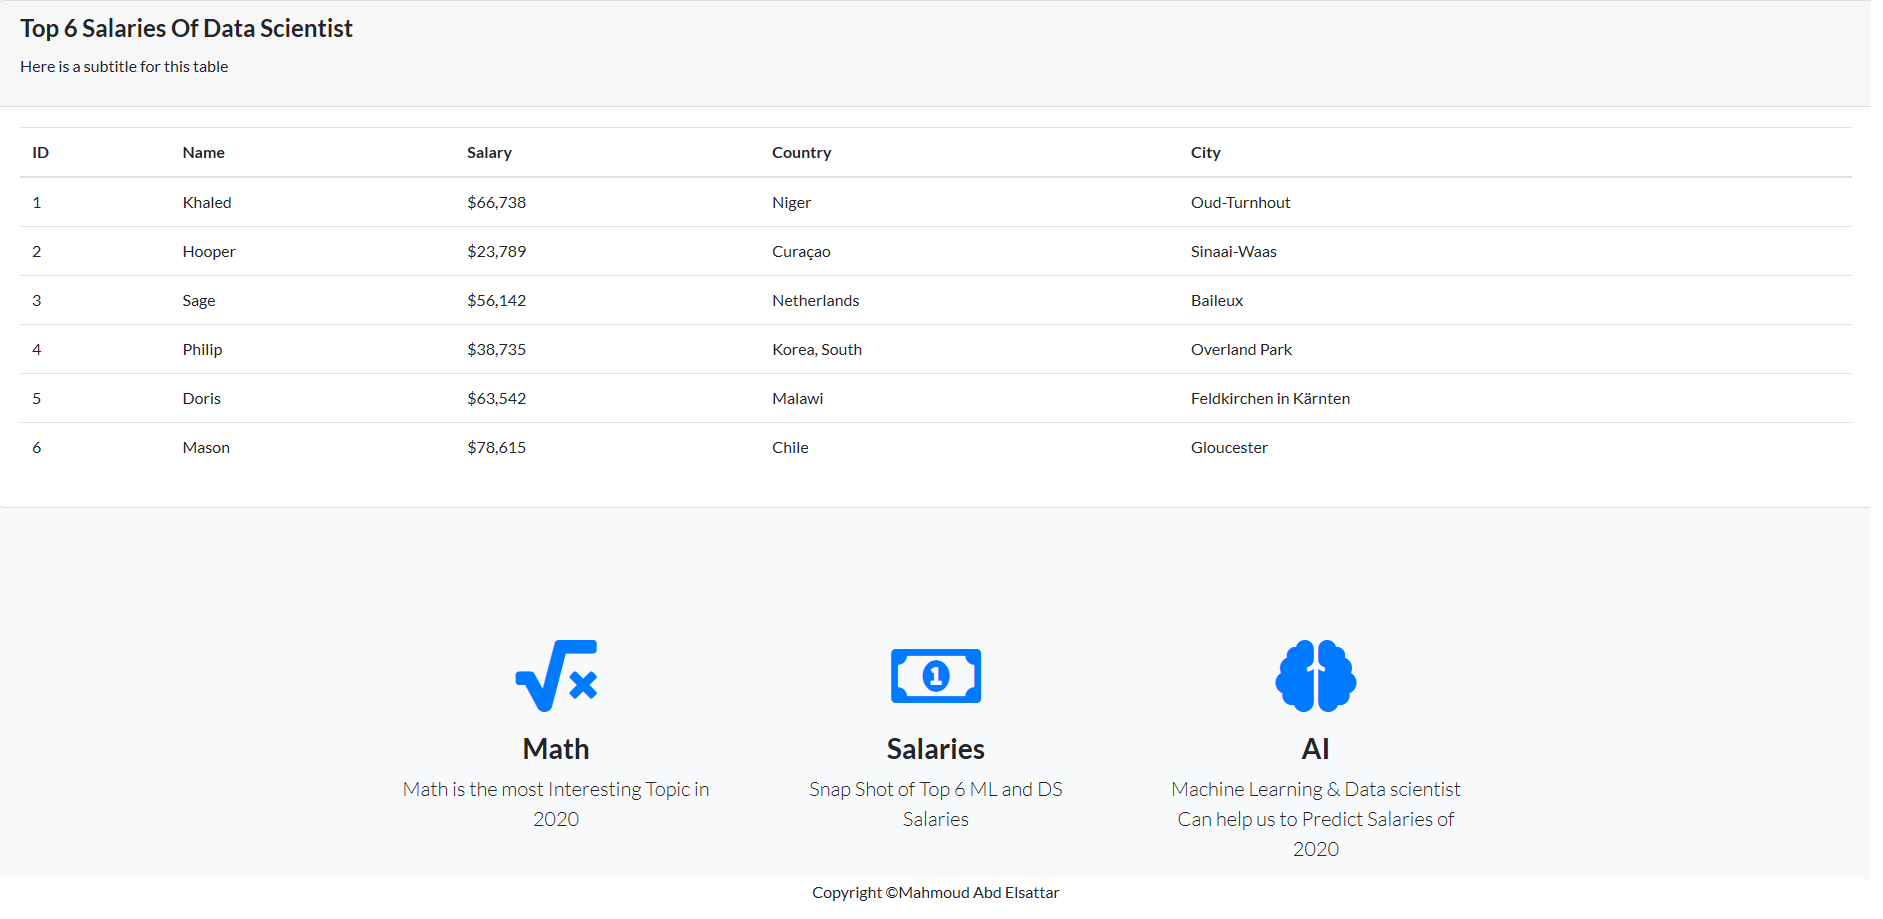 Top 6 Salaries Of Data Scientist
Here is a subtitle for this table
ID Name Salary Country City
1 Khaled $66,738 Niger Oud-Turnhout
2 Hooper $23,789 Curaçao Sinaai-Waas
3 Sage $56,142 Netherlands Baileux
4 Philip $38,735 Korea, South Overland Park
5 Doris $63,542 Malawi Feldkirchen in Kärnten
6 Mason $78,615 Chile Gloucester
1
Math
Math is the most Interesting Topic in
2020
Salaries
Snap Shot of Top 6 ML and DS
Salaries
AI
Machine Learning & Data scientist
Can help us to Predict Salaries of
2020
Copyright ©Mahmoud Abd Elsattar